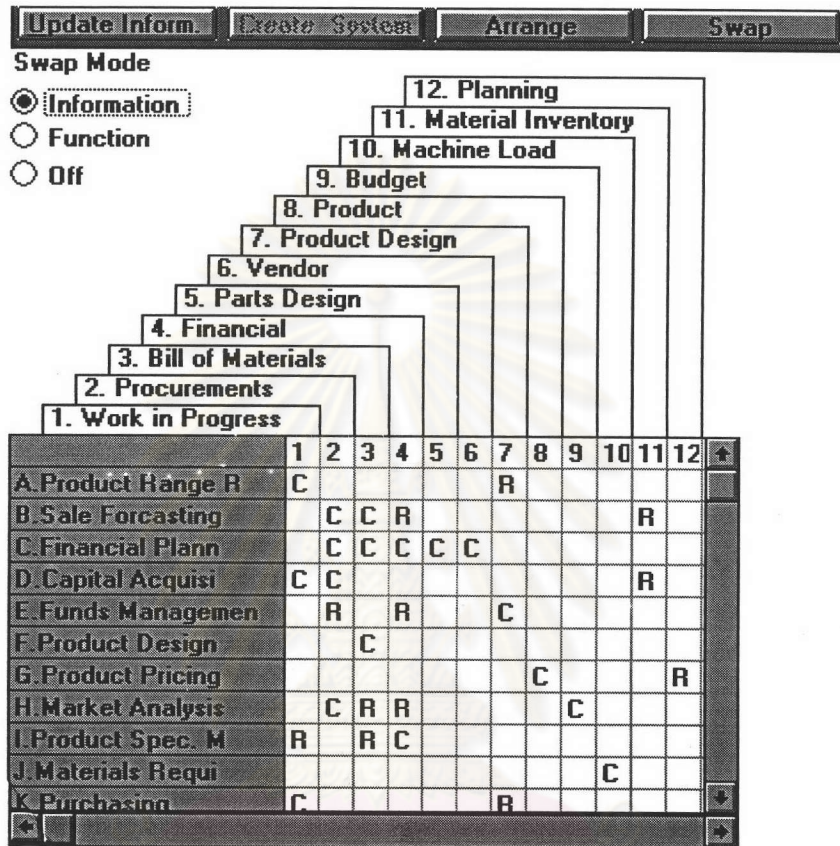 Update Inform. Create System Arrange Swap
Swap Mode
Information
Function
Off
12. Planning
11. Material Inventory
10. Machine Load
9. Budget
8. Product
7. Product Design
6. Vendor
5. Parts Design
4. Financial
3. Bill of Materials
2. Procurements
1. Work in Progress
1 2 3 4 5 6 7 8 9 10 11 12
A.Product Range R C R
B.Sale Forcasting C C R R
C.Financial Plann C C C C C
D.Capital Acquisi C C R
E.Funds Managemen R R C
F.Product Design C
G.Product Pricing C R
H.Market Analysis C R R C
I.Product Spec. M R R C
J.Materials Requi C
K.Purchasing C R